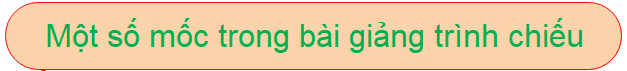 Một số mốc trong bài giảng trình chiếu